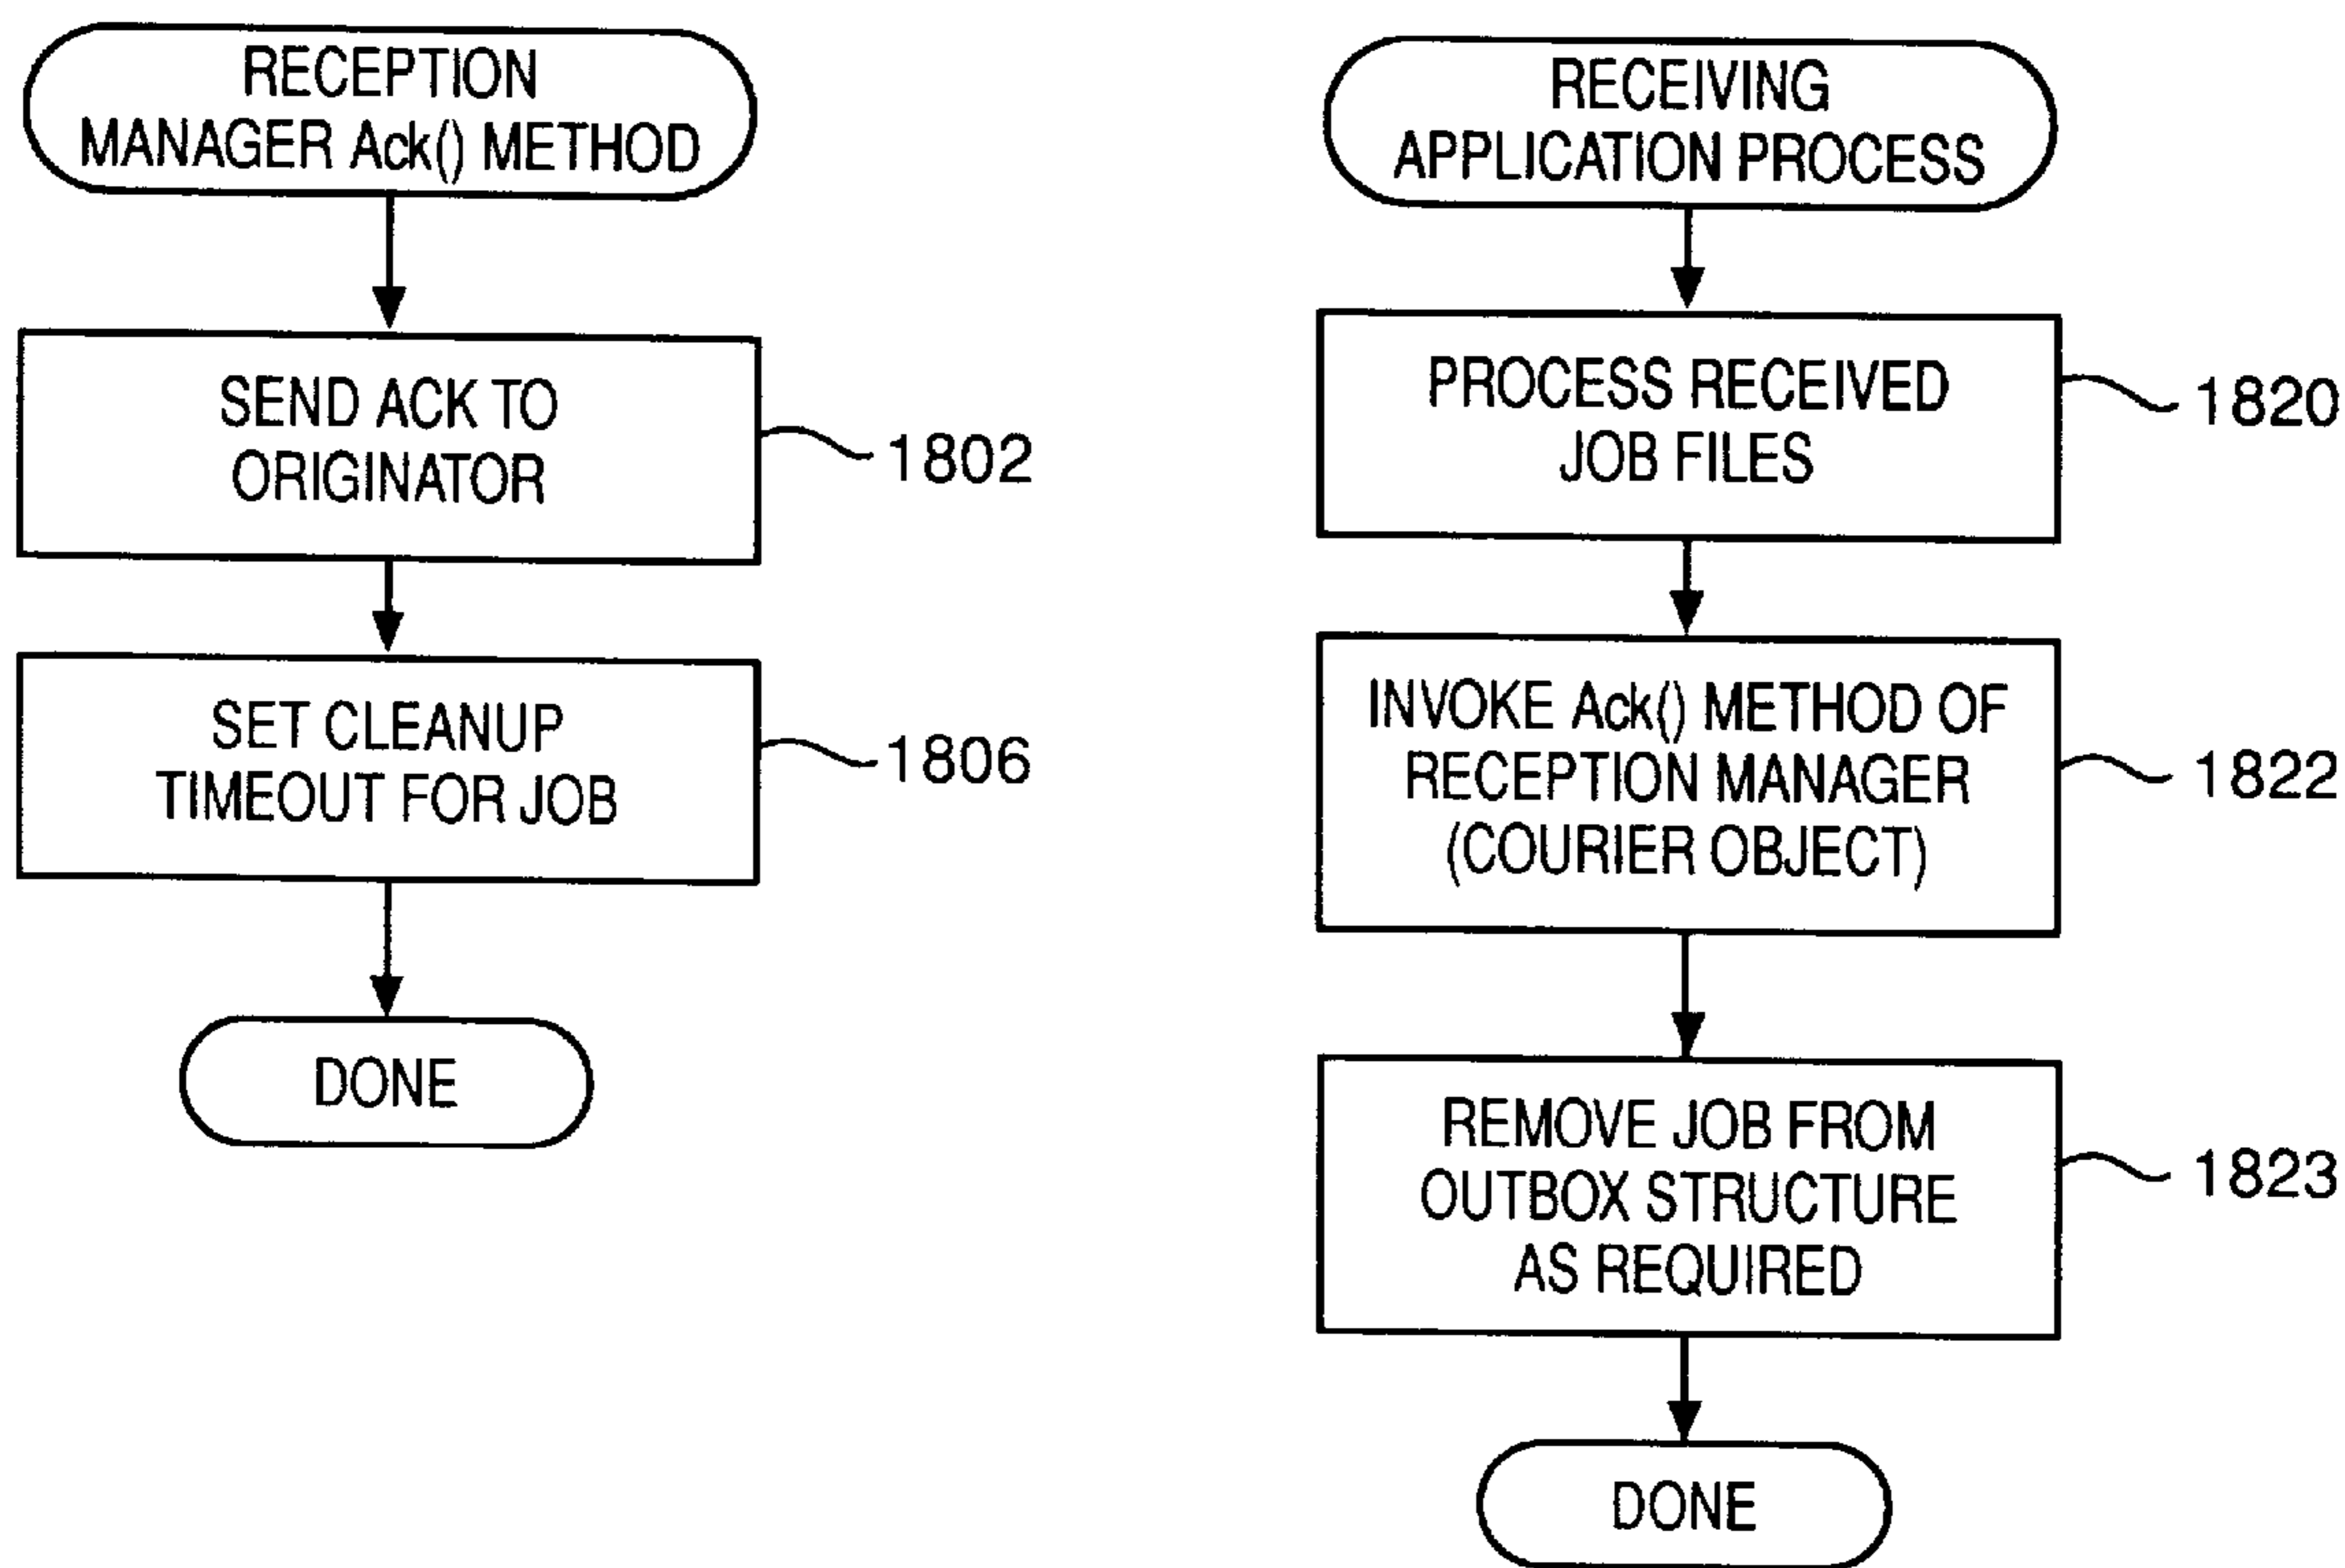 RECEPTION
MANAGER Ack() METHOD
SEND ACK TO
ORIGINATOR
1802
SET CLEANUP
TIMEOUT FOR JOB
1806
DONE
RECEIVING
APPLICATION PROCESS
PROCESS RECEIVED
JOB FILES
1820
INVOKE Ack() METHOD OF
RECEPTION MANAGER
(COURIER OBJECT)
1822
REMOVE JOB FROM
OUTBOX STRUCTURE
AS REQUIRED
1823
DONE